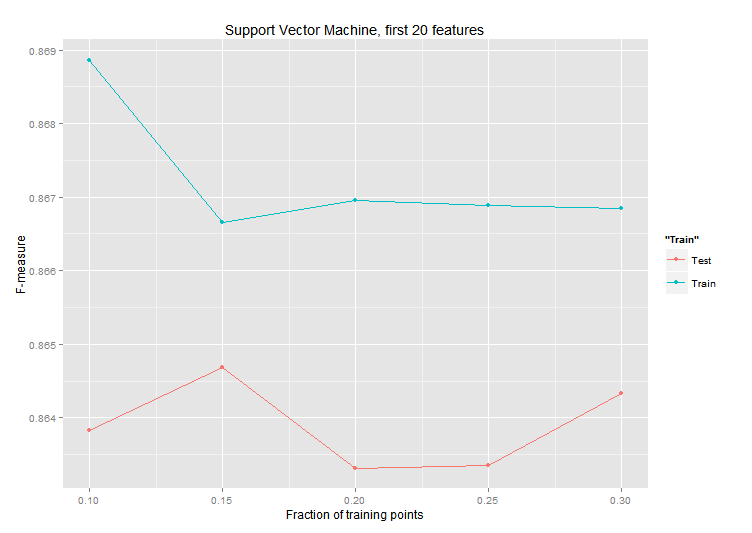 Support Vector Machine, first 20 features
0.869
0.868
0.867
0.866
0.865
0.864
F-measure
0.10 0.15 0.20 0.25 0.30
Fraction of training points
"Train"
Test
Train